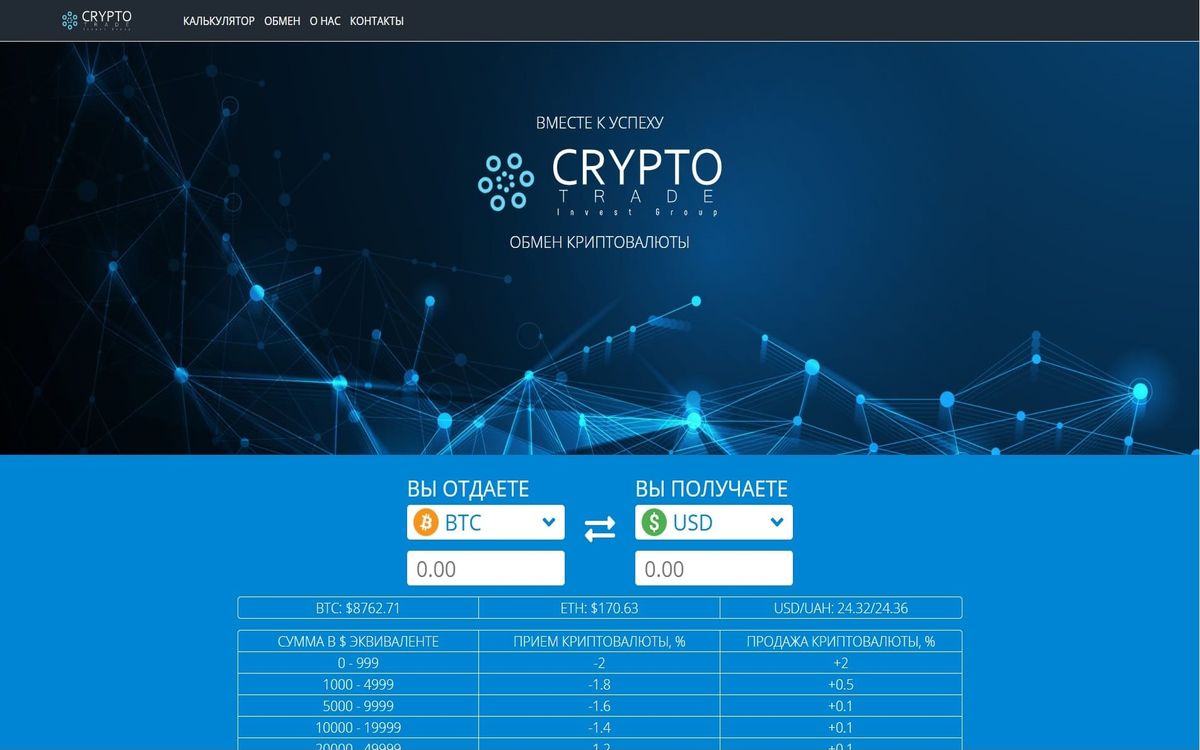 CRYPTO
TRADE
Invest Group
КАЛЬКУЛЯТОР ОБМЕН О НАС КОНТАКТЫ
ВМЕСТЕ К УСПЕХУ
CRYPTO
TRADE
Invest Group
ОБМЕН КРИПТОВАЛЮТЫ
ВЫ ОТДАЕТЕ ВЫ ПОЛУЧАЕТЕ
BTC $ USD
0.00 0.00
BTC: $8762.71 ETH: $170.63 USD/UAH: 24.32/24.36
СУММА В $ ЭКВИВАЛЕНТЕ ПРИЕМ КРИПТОВАЛЮТЫ, % ПРОДАЖА КРИПТОВАЛЮТЫ, %
0 - 999 -2 +2
1000 - 4999 -1.8 +0.5
5000 - 9999 -1.6 +0.1
10000 - 19999 -1.4 +0.1
20000 - 49999 -1.2 +0.1